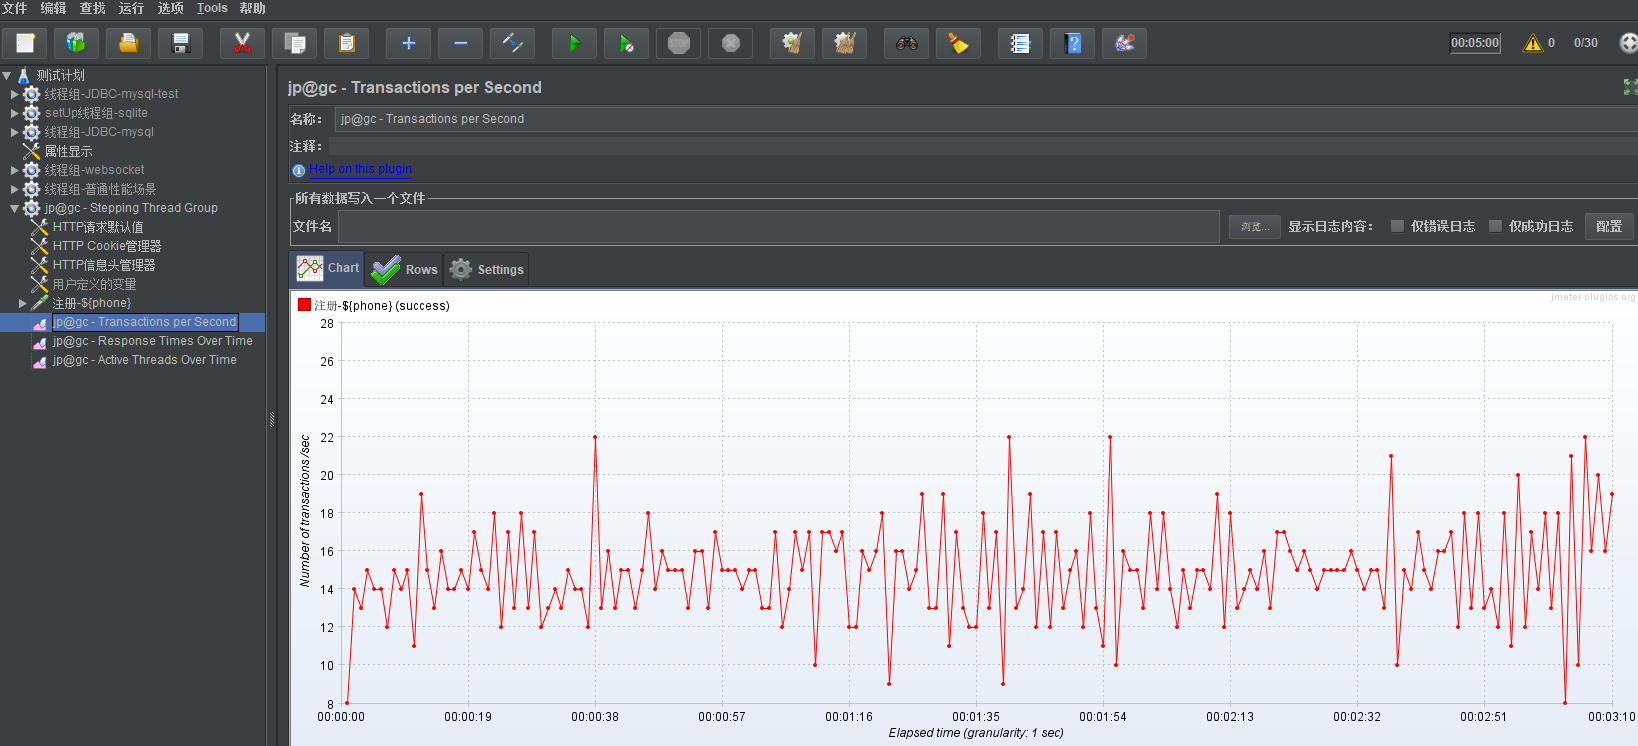 文件 编辑 查找 运行 选项 Tools 帮助
STOP
00:05:00 0 0/30
测试计划
线程组-JDBC-mysql-test
setUp线程组-sqlite
线程组-JDBC-mysql
属性显示
线程组-websocket
线程组-普通性能场景
jp@gc - Stepping Thread Group
HTTP请求默认值
HTTP Cookie管理器
HTTP信息头管理器
用户定义的变量
注册-${phone}
jp@gc - Transactions per Second
jp@gc - Response Times Over Time
jp@gc - Active Threads Over Time
jp@gc - Transactions per Second
名称： jp@gc - Transactions per Second
注释：
Help on this plugin
所有数据写入一个文件
文件名 浏览... 显示日志内容： 仅错误日志 仅成功日志 配置
Chart Rows Settings
jmeter-plugins.org
注册-${phone} (success)
28
26
24
22
20
18
16
14
12
10
8
Number of transactions /sec
00:00:00 00:00:19 00:00:38 00:00:57 00:01:16 00:01:35 00:01:54 00:02:13 00:02:32 00:02:51 00:03:10
Elapsed time (granularity: 1 sec)